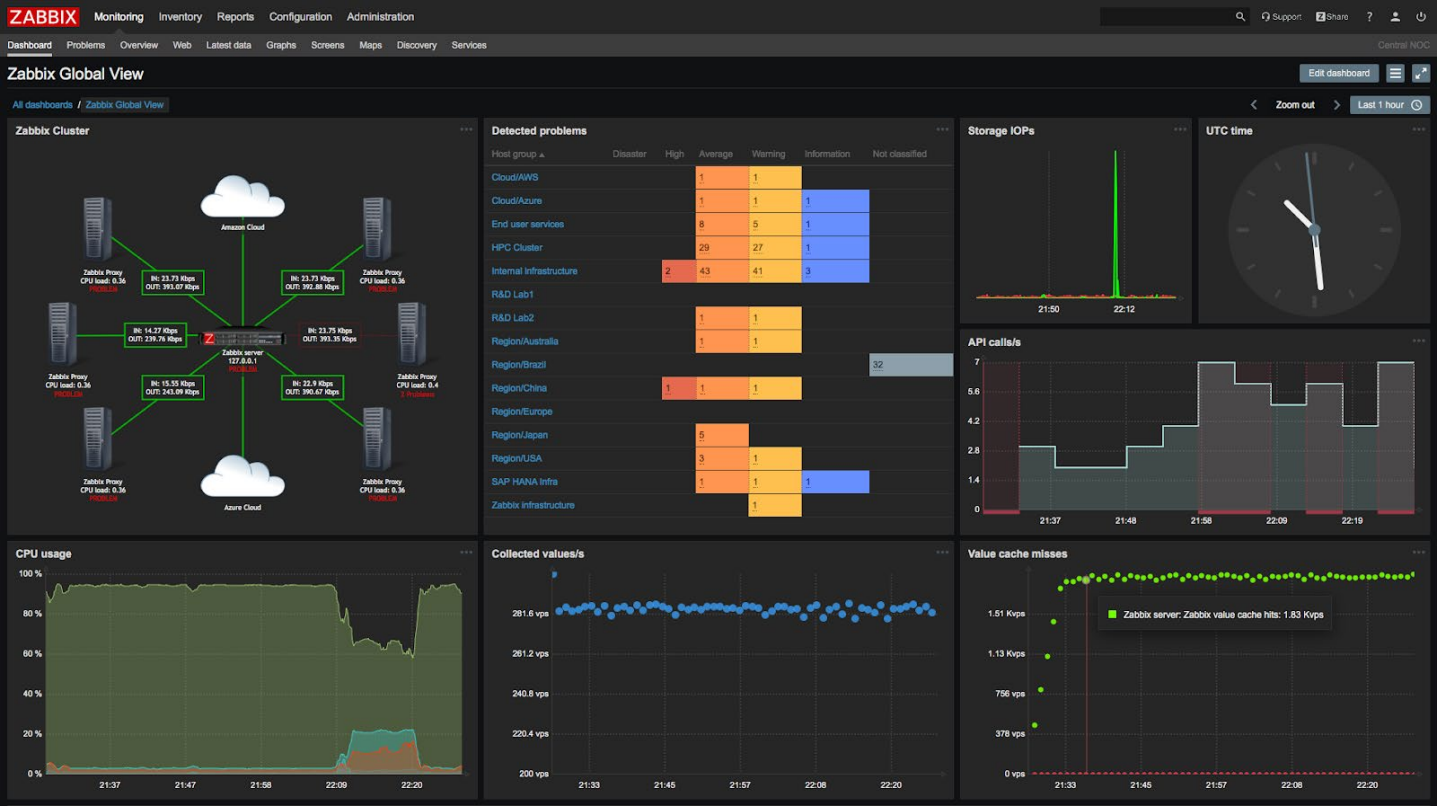 ZABBIX Monitoring Inventory Reports Configuration Administration Support Z Share ?
Dashboard Problems Overview Web Latest data Graphs Screens Maps Discovery Services Central NOC
Zabbix Global View Edit dashboard
All dashboards / Zabbix Global View Zoom out Last 1 hour
Zabbix Cluster
Amazon Cloud
Zabbix Proxy
CPU load: 0.36
PROBLEM
IN: 23.73 Kbps
OUT: 393.07 Kbps
IN: 23.73 Kbps
OUT: 392.88 Kbps
Zabbix Proxy
CPU load: 0.36
PROBLEM
IN: 14.27 Kbps
OUT: 239.76 Kbps
Z
IN: 23.75 Kbps
OUT: 393.35 Kbps
Zabbix server
127.0.0.1
PROBLEM
Zabbix Proxy
CPU load: 0.36
PROBLEM
IN: 15.55 Kbps
OUT: 243.09 Kbps
IN: 22.9 Kbps
OUT: 390.67 Kbps
Zabbix Proxy
CPU load: 0.4
3 Problems
Zabbix Proxy
CPU load: 0.36
PROBLEM
Azure Cloud
Zabbix Proxy
CPU load: 0.36
PROBLEM
Detected problems
Host group Disaster High Average Warning Information Not classified
Cloud/AWS 1 1
Cloud/Azure 1 1 1
End user services 8 5 1
HPC Cluster 29 27 1
Internal Infrastructure 2 43 41 3
R&D Lab1
R&D Lab2 1 1
Region/Australia 1 1
Region/Brazil 32
Region/China 1 1 1
Region/Europe
Region/Japan 5
Region/USA 3 1
SAP HANA Infra 1 1 1
Zabbix infrastructure 1
Storage IOPs
21:50 22:12
UTC time
API calls/s
7
5.6
4.2
2.8
1.4
0
21:37 21:48 21:58 22:09 22:19
CPU usage
100 %
80 %
60 %
40 %
20 %
0 %
21:37 21:47 21:58 22:09 22:20
Collected values/s
281.6 vps
261.2 vps
240.8 vps
220.4 vps
200 vps
21:33 21:45 21:57 22:08 22:20
Value cache misses
1.51 Kvps
Zabbix server: Zabbix value cache hits: 1.83 Kvps
1.13 Kvps
756 vps
378 vps
0 vps
21:33 21:45 21:57 22:08 22:20